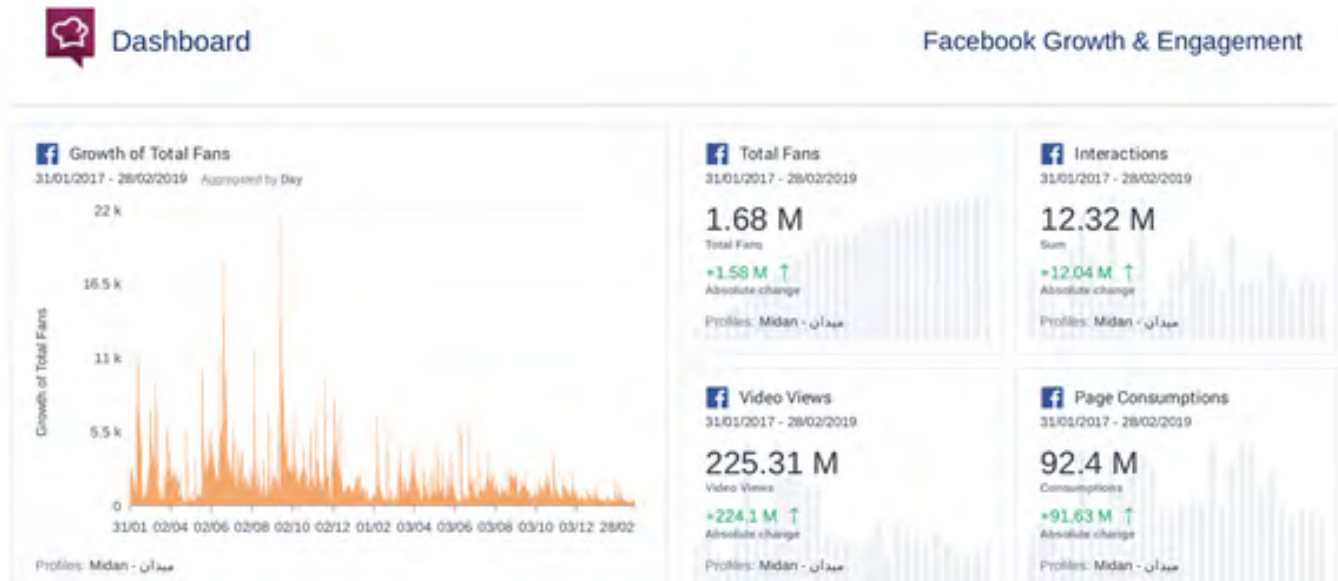 Dashboard
Facebook Growth & Engagement
Growth of Total Fans
31/01/2017 - 28/02/2019 Aggregated by Day
22 k
16.5 k
11 k
5.5 k
0
Growth of Total Fans
31/01 02/04 02/06 02/08 02/10 02/12 01/02 03/04 03/06 03/08 03/10 03/12 28/02
Profiles: Midan - ميدان
Total Fans
31/01/2017 - 28/02/2019
1.68 M
Total Fans
+1.58 M ↑
Absolute change
Profiles: Midan - ميدان
Interactions
31/01/2017 - 28/02/2019
12.32 M
Sum
+12.04 M ↑
Absolute change
Profiles: Midan - ميدان
Video Views
31/01/2017 - 28/02/2019
225.31 M
Video Views
+224.1 M ↑
Absolute change
Profiles: Midan - ميدان
Page Consumptions
31/01/2017 - 28/02/2019
92.4 M
Consumptions
+91.63 M ↑
Absolute change
Profiles: Midan - ميدان